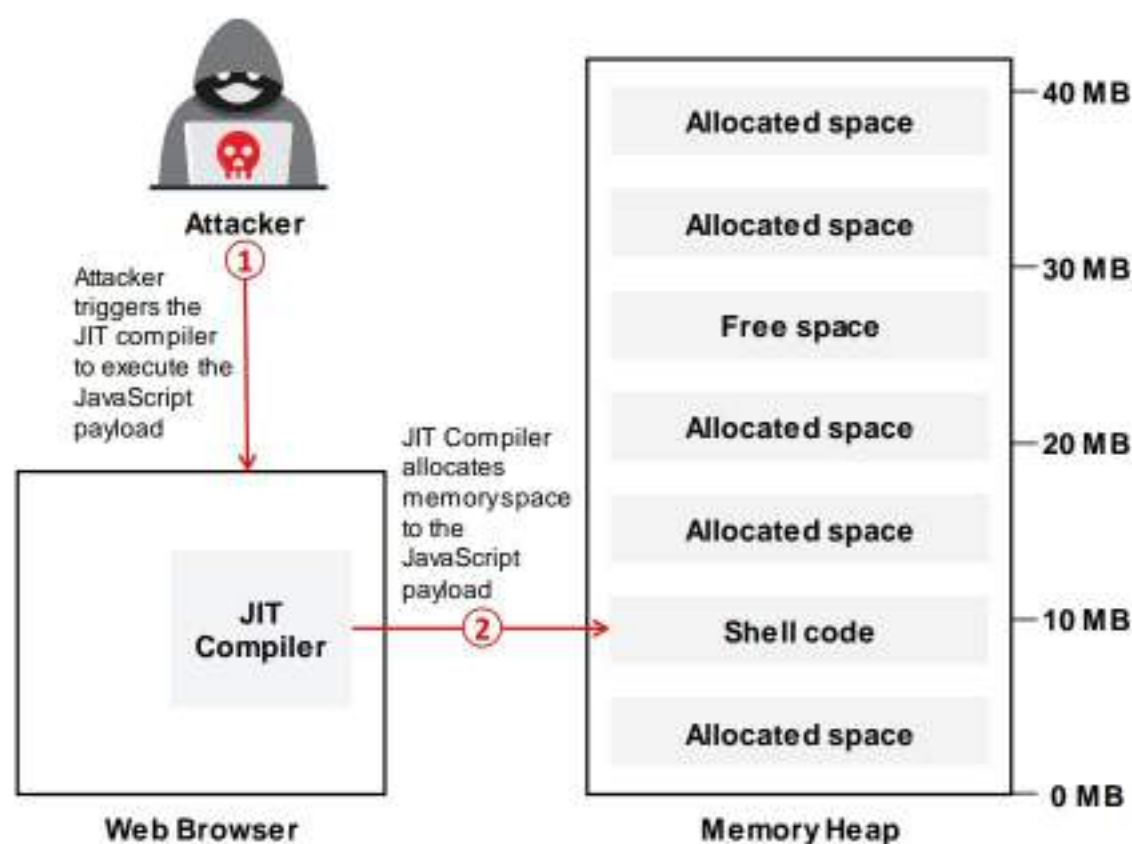 Attacker
1
Attacker
triggers the
JIT compiler
to execute the
JavaScript
payload
JIT Compiler
allocates
memory space
to the
JavaScript
payload
2
JIT
Compiler
Web Browser
Allocated space
Allocated space
Free space
Allocated space
Allocated space
Shell code
Allocated space
40 MB
30 MB
20 MB
10 MB
0 MB
Memory Heap